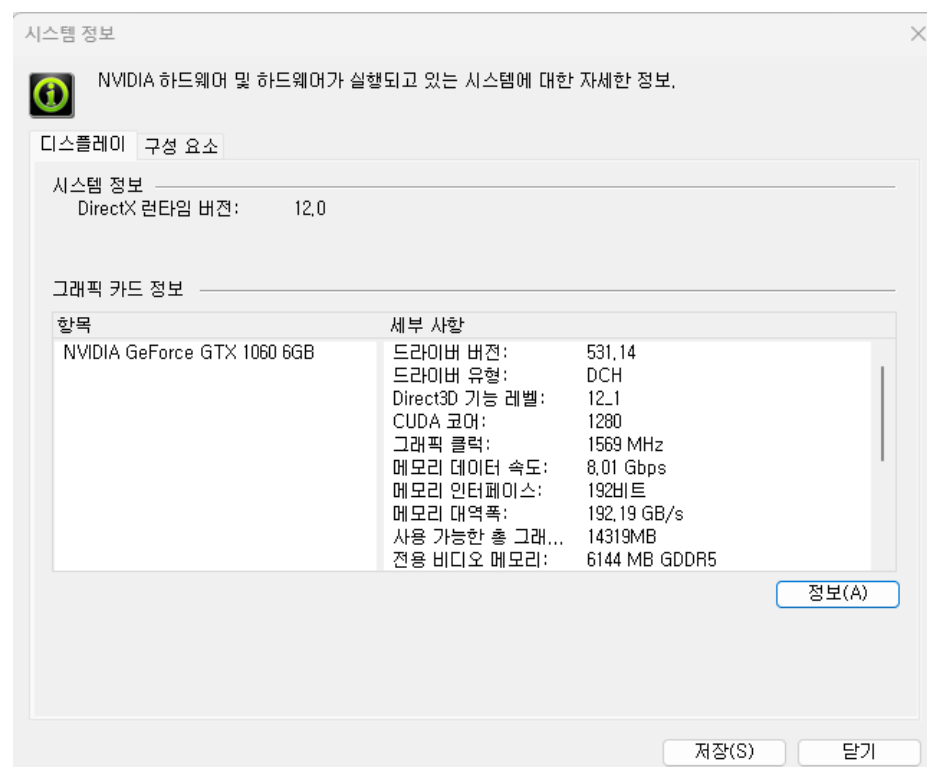 시스템 정보
NVIDIA 하드웨어 및 하드웨어가 실행되고 있는 시스템에 대한 자세한 정보.
디스플레이 구성 요소
시스템 정보
DirectX 런타임 버전: 12.0
그래픽 카드 정보
항목 세부 사항
NVIDIA GeForce GTX 1060 6GB 드라이버 버전: 531.14
드라이버 유형: DCH
Direct3D 기능 레벨: 12_1
CUDA 코어: 1280
그래픽 클럭: 1569 MHz
메모리 데이터 속도: 8.01 Gbps
메모리 인터페이스: 192비트
메모리 대역폭: 192.19 GB/s
사용 가능한 총 그래... 14319MB
전용 비디오 메모리: 6144 MB GDDR5
정보(A)
저장(S) 닫기